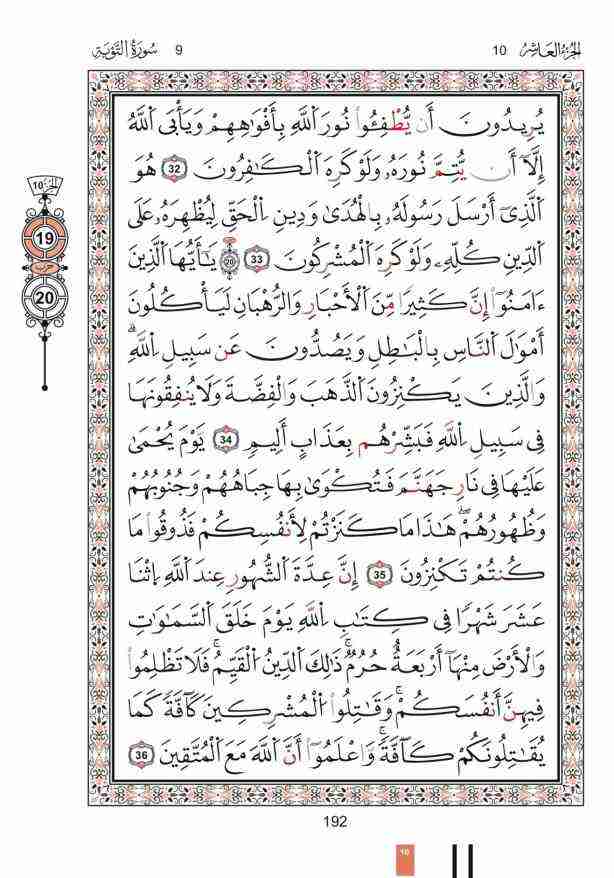 سُورَةُ التَّوْبَةِ 9
10 الجُزْءُ العَاشِرُ
يُرِيدُونَ أَن يُطْفِـُٔوا۟ نُورَ ٱللَّهِ بِأَفْوَٰهِهِمْ وَيَأْبَى ٱللَّهُ
إِلَّآ أَن يُتِمَّ نُورَهُۥ وَلَوْ كَرِهَ ٱلْكَـٰفِرُونَ 32 هُوَ
ٱلَّذِىٓ أَرْسَلَ رَسُولَهُۥ بِٱلْهُدَىٰ وَدِينِ ٱلْحَقِّ لِيُظْهِرَهُۥ عَلَى
ٱلدِّينِ كُلِّهِۦ وَلَوْ كَرِهَ ٱلْمُشْرِكُونَ 33 20 يَـٰٓأَيُّهَا ٱلَّذِينَ
ءَامَنُوٓا۟ إِنَّ كَثِيرًا مِّنَ ٱلْأَحْبَارِ وَٱلرُّهْبَانِ لَيَأْكُلُونَ
أَمْوَٰلَ ٱلنَّاسِ بِٱلْبَـٰطِلِ وَيَصُدُّونَ عَن سَبِيلِ ٱللَّهِ ۗ
وَٱلَّذِينَ يَكْنِزُونَ ٱلذَّهَبَ وَٱلْفِضَّةَ وَلَا يُنفِقُونَهَا
فِى سَبِيلِ ٱللَّهِ فَبَشِّرْهُم بِعَذَابٍ أَلِيمٍ 34 يَوْمَ يُحْمَىٰ
عَلَيْهَا فِى نَارِ جَهَنَّمَ فَتُكْوَىٰ بِهَا جِبَاهُهُمْ وَجُنُوبُهُمْ
وَظُهُورُهُمْ ۖ هَـٰذَا مَا كَنَزْتُمْ لِأَنفُسِكُمْ فَذُوقُوا۟ مَا
كُنتُمْ تَكْنِزُونَ 35 إِنَّ عِدَّةَ ٱلشُّهُورِ عِندَ ٱللَّهِ ٱثْنَا
عَشَرَ شَهْرًا فِى كِتَـٰبِ ٱللَّهِ يَوْمَ خَلَقَ ٱلسَّمَـٰوَٰتِ
وَٱلْأَرْضَ مِنْهَآ أَرْبَعَةٌ حُرُمٌ ۚ ذَٰلِكَ ٱلدِّينُ ٱلْقَيِّمُ ۚ فَلَا تَظْلِمُوا۟
فِيهِنَّ أَنفُسَكُمْ ۚ وَقَـٰتِلُوا۟ ٱلْمُشْرِكِينَ كَآفَّةً كَمَا
يُقَـٰتِلُونَكُمْ كَآفَّةً ۚ وَٱعْلَمُوٓا۟ أَنَّ ٱللَّهَ مَعَ ٱلْمُتَّقِينَ 36
الجزء 10
19
حزب
20
192
10